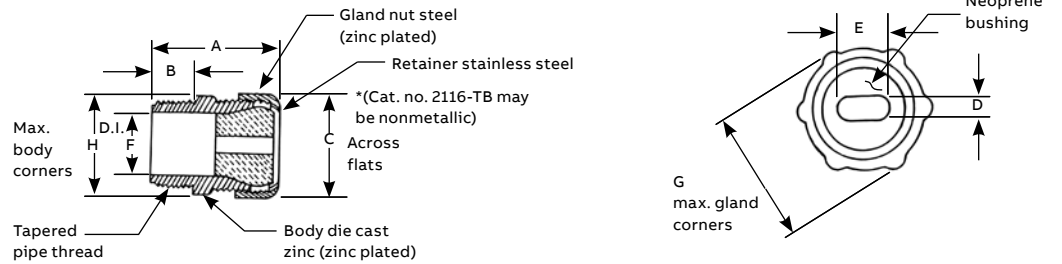 Gland nut steel
(zinc plated)
A
B
Retainer stainless steel
*(Cat. no. 2116-TB may
be nonmetallic)
Max.
body
corners
H
D.I.
F
C
Across
flats
Tapered
pipe thread
Body die cast
zinc (zinc plated)
Neoprene
bushing
E
D
G
max. gland
corners